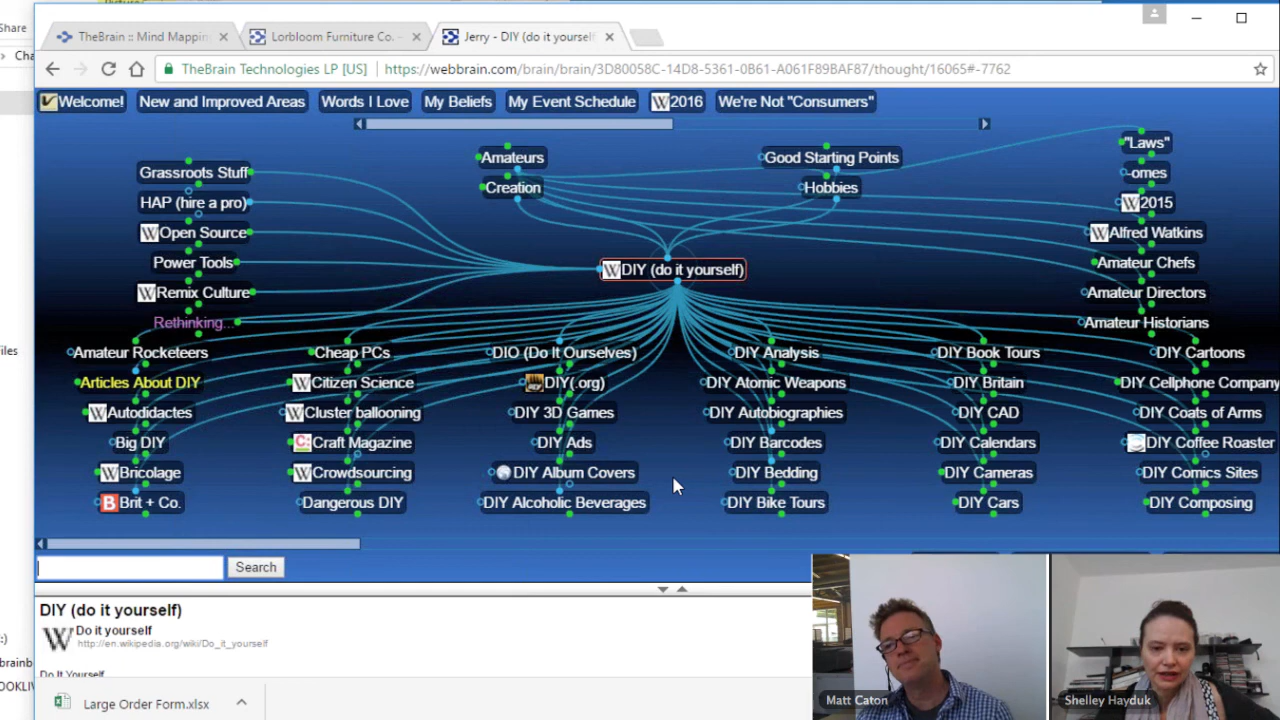 Share
Cha
TheBrain :: Mind Mappin
Lorbloom Furniture Co. -
Jerry - DIY (do it yourself
TheBrain Technologies LP [US]
https://webbrain.com/brain/brain/3D80058C-14D8-5361-0B61-A061F89BAF87/thought/16065#-7762
Welcome!
New and Improved Areas
Words I Love
My Beliefs
My Event Schedule
2016
We're Not "Consumers"
Grassroots Stuff
HAP (hire a pro)
Open Source
Power Tools
Remix Culture
Rethinking...
Amateurs
Creation
Good Starting Points
Hobbies
"Laws"
-omes
2015
Alfred Watkins
Amateur Chefs
Amateur Directors
Amateur Historians
DIY (do it yourself)
Amateur Rocketeers
Articles About DIY
Autodidactes
Big DIY
Bricolage
Brit + Co.
Cheap PCs
Citizen Science
Cluster ballooning
Craft Magazine
Crowdsourcing
Dangerous DIY
DIO (Do It Ourselves)
DIY(.org)
DIY 3D Games
DIY Ads
DIY Album Covers
DIY Alcoholic Beverages
DIY Analysis
DIY Atomic Weapons
DIY Autobiographies
DIY Barcodes
DIY Bedding
DIY Bike Tours
DIY Book Tours
DIY Britain
DIY CAD
DIY Calendars
DIY Cameras
DIY Cars
DIY Cartoons
DIY Cellphone Company
DIY Coats of Arms
DIY Coffee Roaster
DIY Comics Sites
DIY Composing
Search
DIY (do it yourself)
Do it yourself
http://en.wikipedia.org/wiki/Do_it_yourself
Do It Yourself
Large Order Form.xlsx
files
:)
brainb
OOKLIV
Matt Caton
Shelley Hayduk